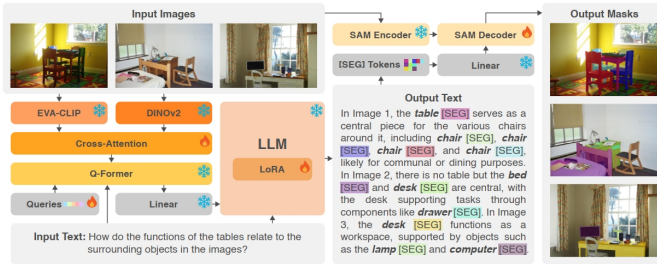 Input Images
EVA-CLIP
DINOv2
Cross-Attention
Q-Former
Queries
Linear
LLM
LoRA
Input Text: How do the functions of the tables relate to the
surrounding objects in the images?
SAM Encoder
SAM Decoder
[SEG] Tokens
Linear
Output Text
In Image 1, the table [SEG] serves as a
central piece for the various chairs
around it, including chair [SEG], chair
[SEG], chair [SEG], and chair [SEG],
likely for communal or dining purposes.
In Image 2, there is no table but the bed
[SEG] and desk [SEG] are central, with
the desk supporting tasks through
components like drawer [SEG]. In Image
3, the desk [SEG] functions as a
workspace, supported by objects such
as the lamp [SEG] and computer [SEG].
Output Masks